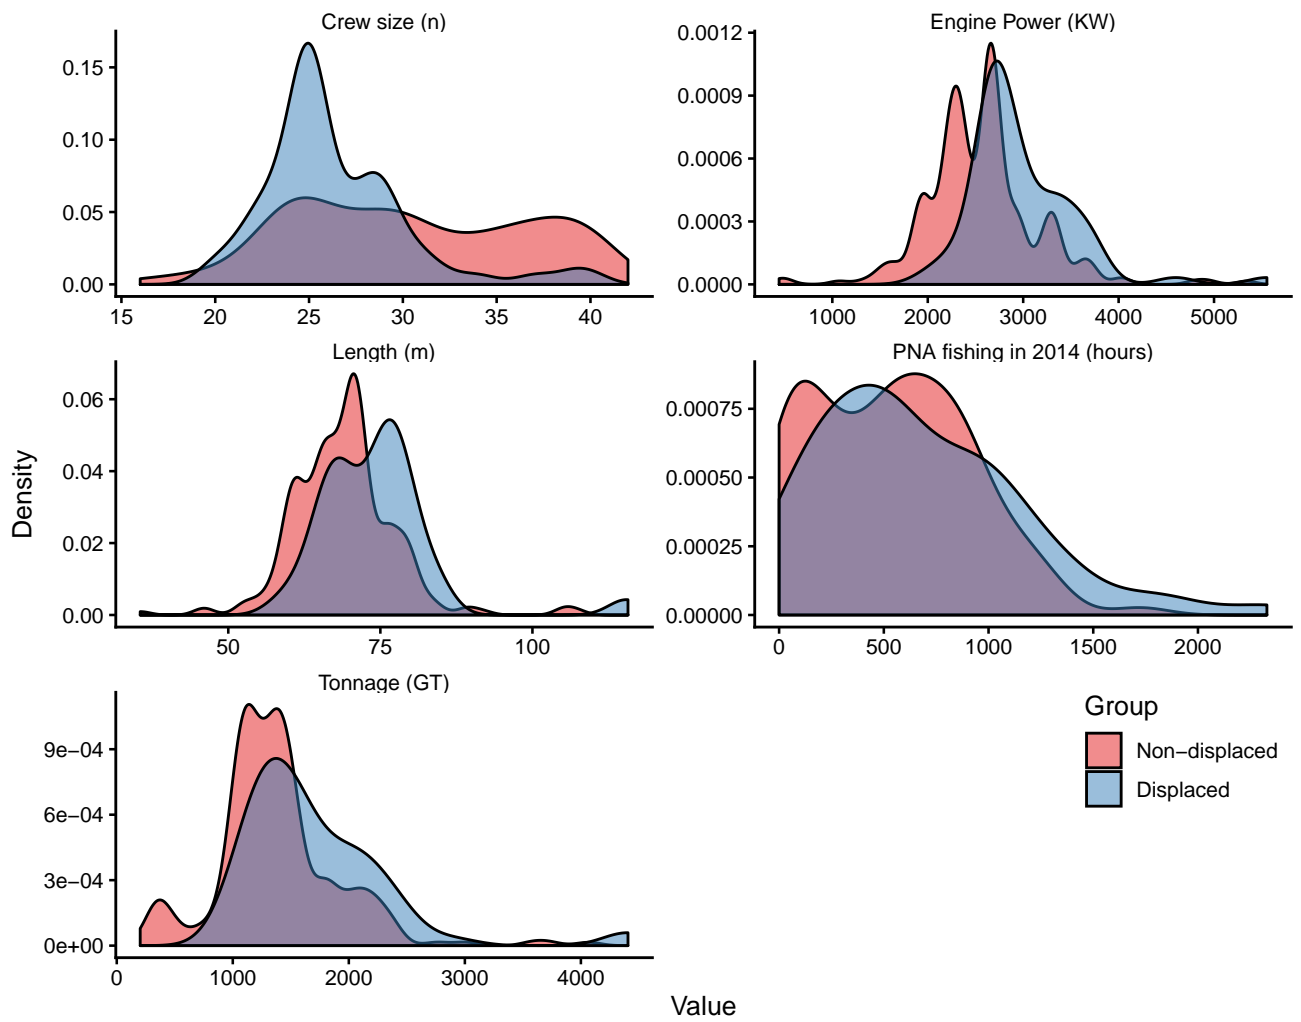 Crew size (n)
0.15
0.10
0.05
0.00
15 20 25 30 35 40
Engine Power (KW)
0.0012
0.0009
0.0006
0.0003
0.0000
1000 2000 3000 4000 5000
Length (m)
0.06
0.04
0.02
0.00
50 75 100
PNA fishing in 2014 (hours)
0.00075
0.00050
0.00025
0.00000
0 500 1000 1500 2000
Density
Tonnage (GT)
9e−04
6e−04
3e−04
0e+00
0 1000 2000 3000 4000
Group
Non−displaced
Displaced
Value